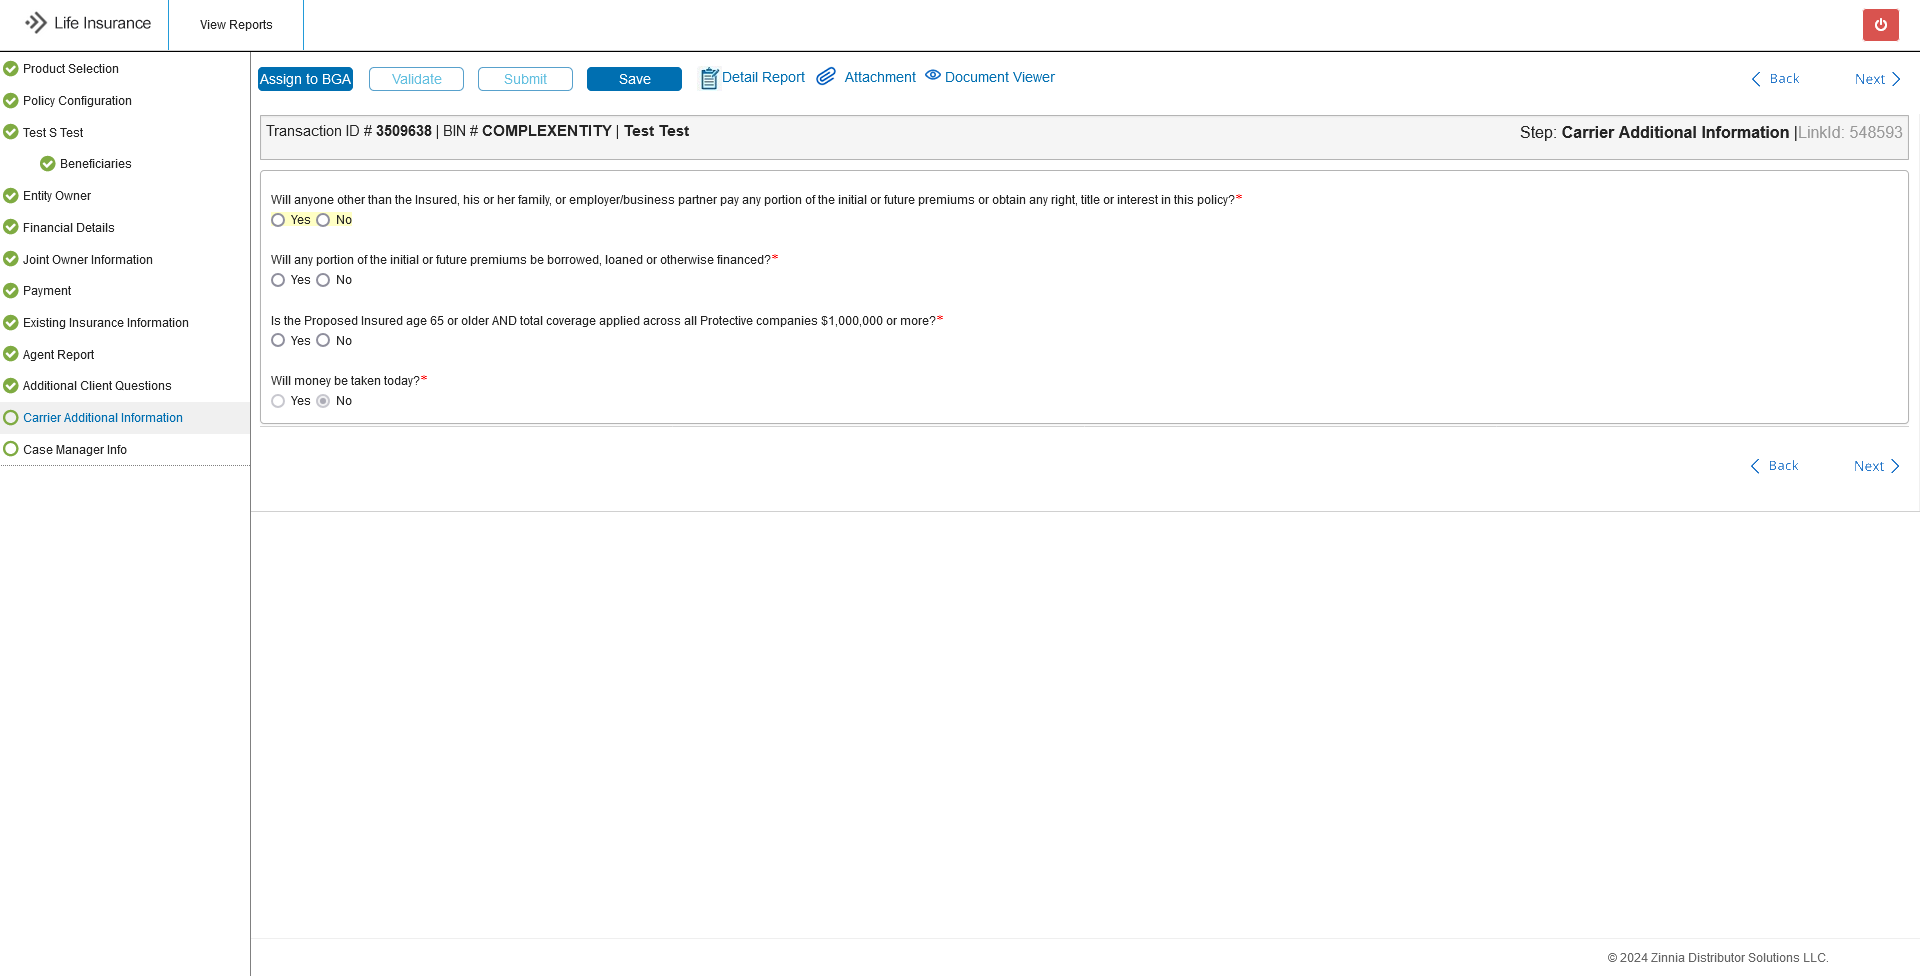 Life Insurance
View Reports
Product Selection
Policy Configuration
Test S Test
Beneficiaries
Entity Owner
Financial Details
Joint Owner Information
Payment
Existing Insurance Information
Agent Report
Additional Client Questions
Carrier Additional Information
Case Manager Info
Assign to BGA Validate Submit Save Detail Report Attachment Document Viewer Back Next
Transaction ID # 3509638 | BIN # COMPLEXENTITY | Test Test
Step: Carrier Additional Information |LinkId: 548593
Will anyone other than the Insured, his or her family, or employer/business partner pay any portion of the initial or future premiums or obtain any right, title or interest in this policy?*
Yes No
Will any portion of the initial or future premiums be borrowed, loaned or otherwise financed?*
Yes No
Is the Proposed Insured age 65 or older AND total coverage applied across all Protective companies $1,000,000 or more?*
Yes No
Will money be taken today?*
Yes No
Back Next
© 2024 Zinnia Distributor Solutions LLC.